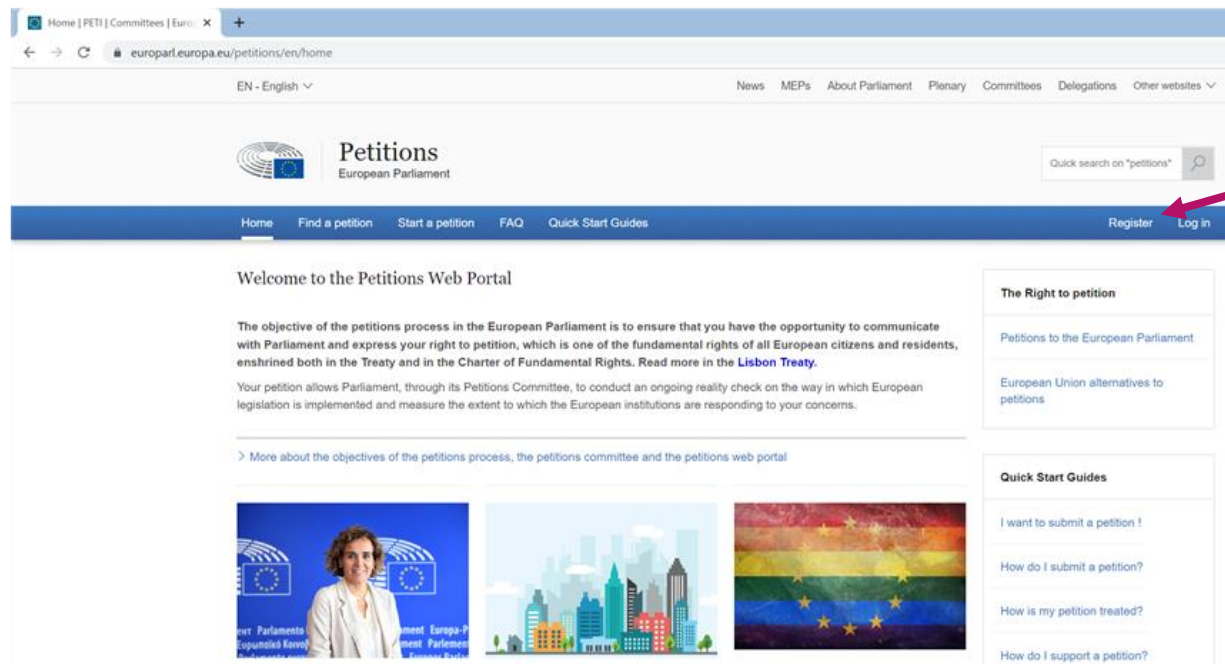 Home | PETI | Committees | Euro
europarl.europa.eu/petitions/en/home
EN - English
News MEPs About Parliament Plenary Committees Delegations Other websites
Petitions
European Parliament
Quick search on "petitions"
Home Find a petition Start a petition FAQ Quick Start Guides Register Log in
Welcome to the Petitions Web Portal
The objective of the petitions process in the European Parliament is to ensure that you have the opportunity to communicate
with Parliament and express your right to petition, which is one of the fundamental rights of all European citizens and residents,
enshrined both in the Treaty and in the Charter of Fundamental Rights. Read more in the Lisbon Treaty.
Your petition allows Parliament, through its Petitions Committee, to conduct an ongoing reality check on the way in which European
legislation is implemented and measure the extent to which the European institutions are responding to your concerns.
> More about the objectives of the petitions process, the petitions committee and the petitions web portal
The Right to petition
Petitions to the European Parliament
European Union alternatives to
petitions
Quick Start Guides
I want to submit a petition !
How do I submit a petition?
How is my petition treated?
How do I support a petition?
Parlamento
Europa-P